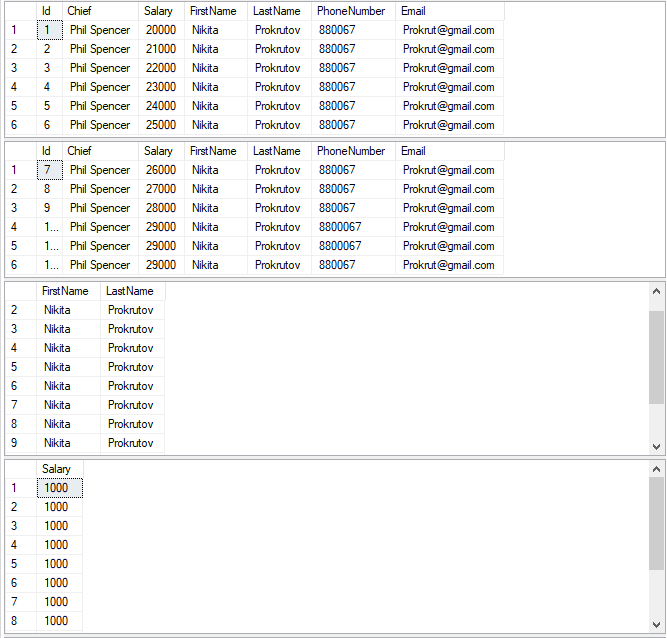 Id Chief Salary FirstName LastName PhoneNumber Email
1 1 Phil Spencer 20000 Nikita Prokrutov 880067 Prokrut@gmail.com
2 2 Phil Spencer 21000 Nikita Prokrutov 880067 Prokrut@gmail.com
3 3 Phil Spencer 22000 Nikita Prokrutov 880067 Prokrut@gmail.com
4 4 Phil Spencer 23000 Nikita Prokrutov 880067 Prokrut@gmail.com
5 5 Phil Spencer 24000 Nikita Prokrutov 880067 Prokrut@gmail.com
6 6 Phil Spencer 25000 Nikita Prokrutov 880067 Prokrut@gmail.com
Id Chief Salary FirstName LastName PhoneNumber Email
1 7 Phil Spencer 26000 Nikita Prokrutov 880067 Prokrut@gmail.com
2 8 Phil Spencer 27000 Nikita Prokrutov 880067 Prokrut@gmail.com
3 9 Phil Spencer 28000 Nikita Prokrutov 880067 Prokrut@gmail.com
4 1... Phil Spencer 29000 Nikita Prokrutov 8800067 Prokrut@gmail.com
5 1... Phil Spencer 29000 Nikita Prokrutov 8800067 Prokrut@gmail.com
6 1... Phil Spencer 29000 Nikita Prokrutov 880067 Prokrut@gmail.com
FirstName LastName
2 Nikita Prokrutov
3 Nikita Prokrutov
4 Nikita Prokrutov
5 Nikita Prokrutov
6 Nikita Prokrutov
7 Nikita Prokrutov
8 Nikita Prokrutov
9 Nikita Prokrutov
Salary
1 1000
2 1000
3 1000
4 1000
5 1000
6 1000
7 1000
8 1000